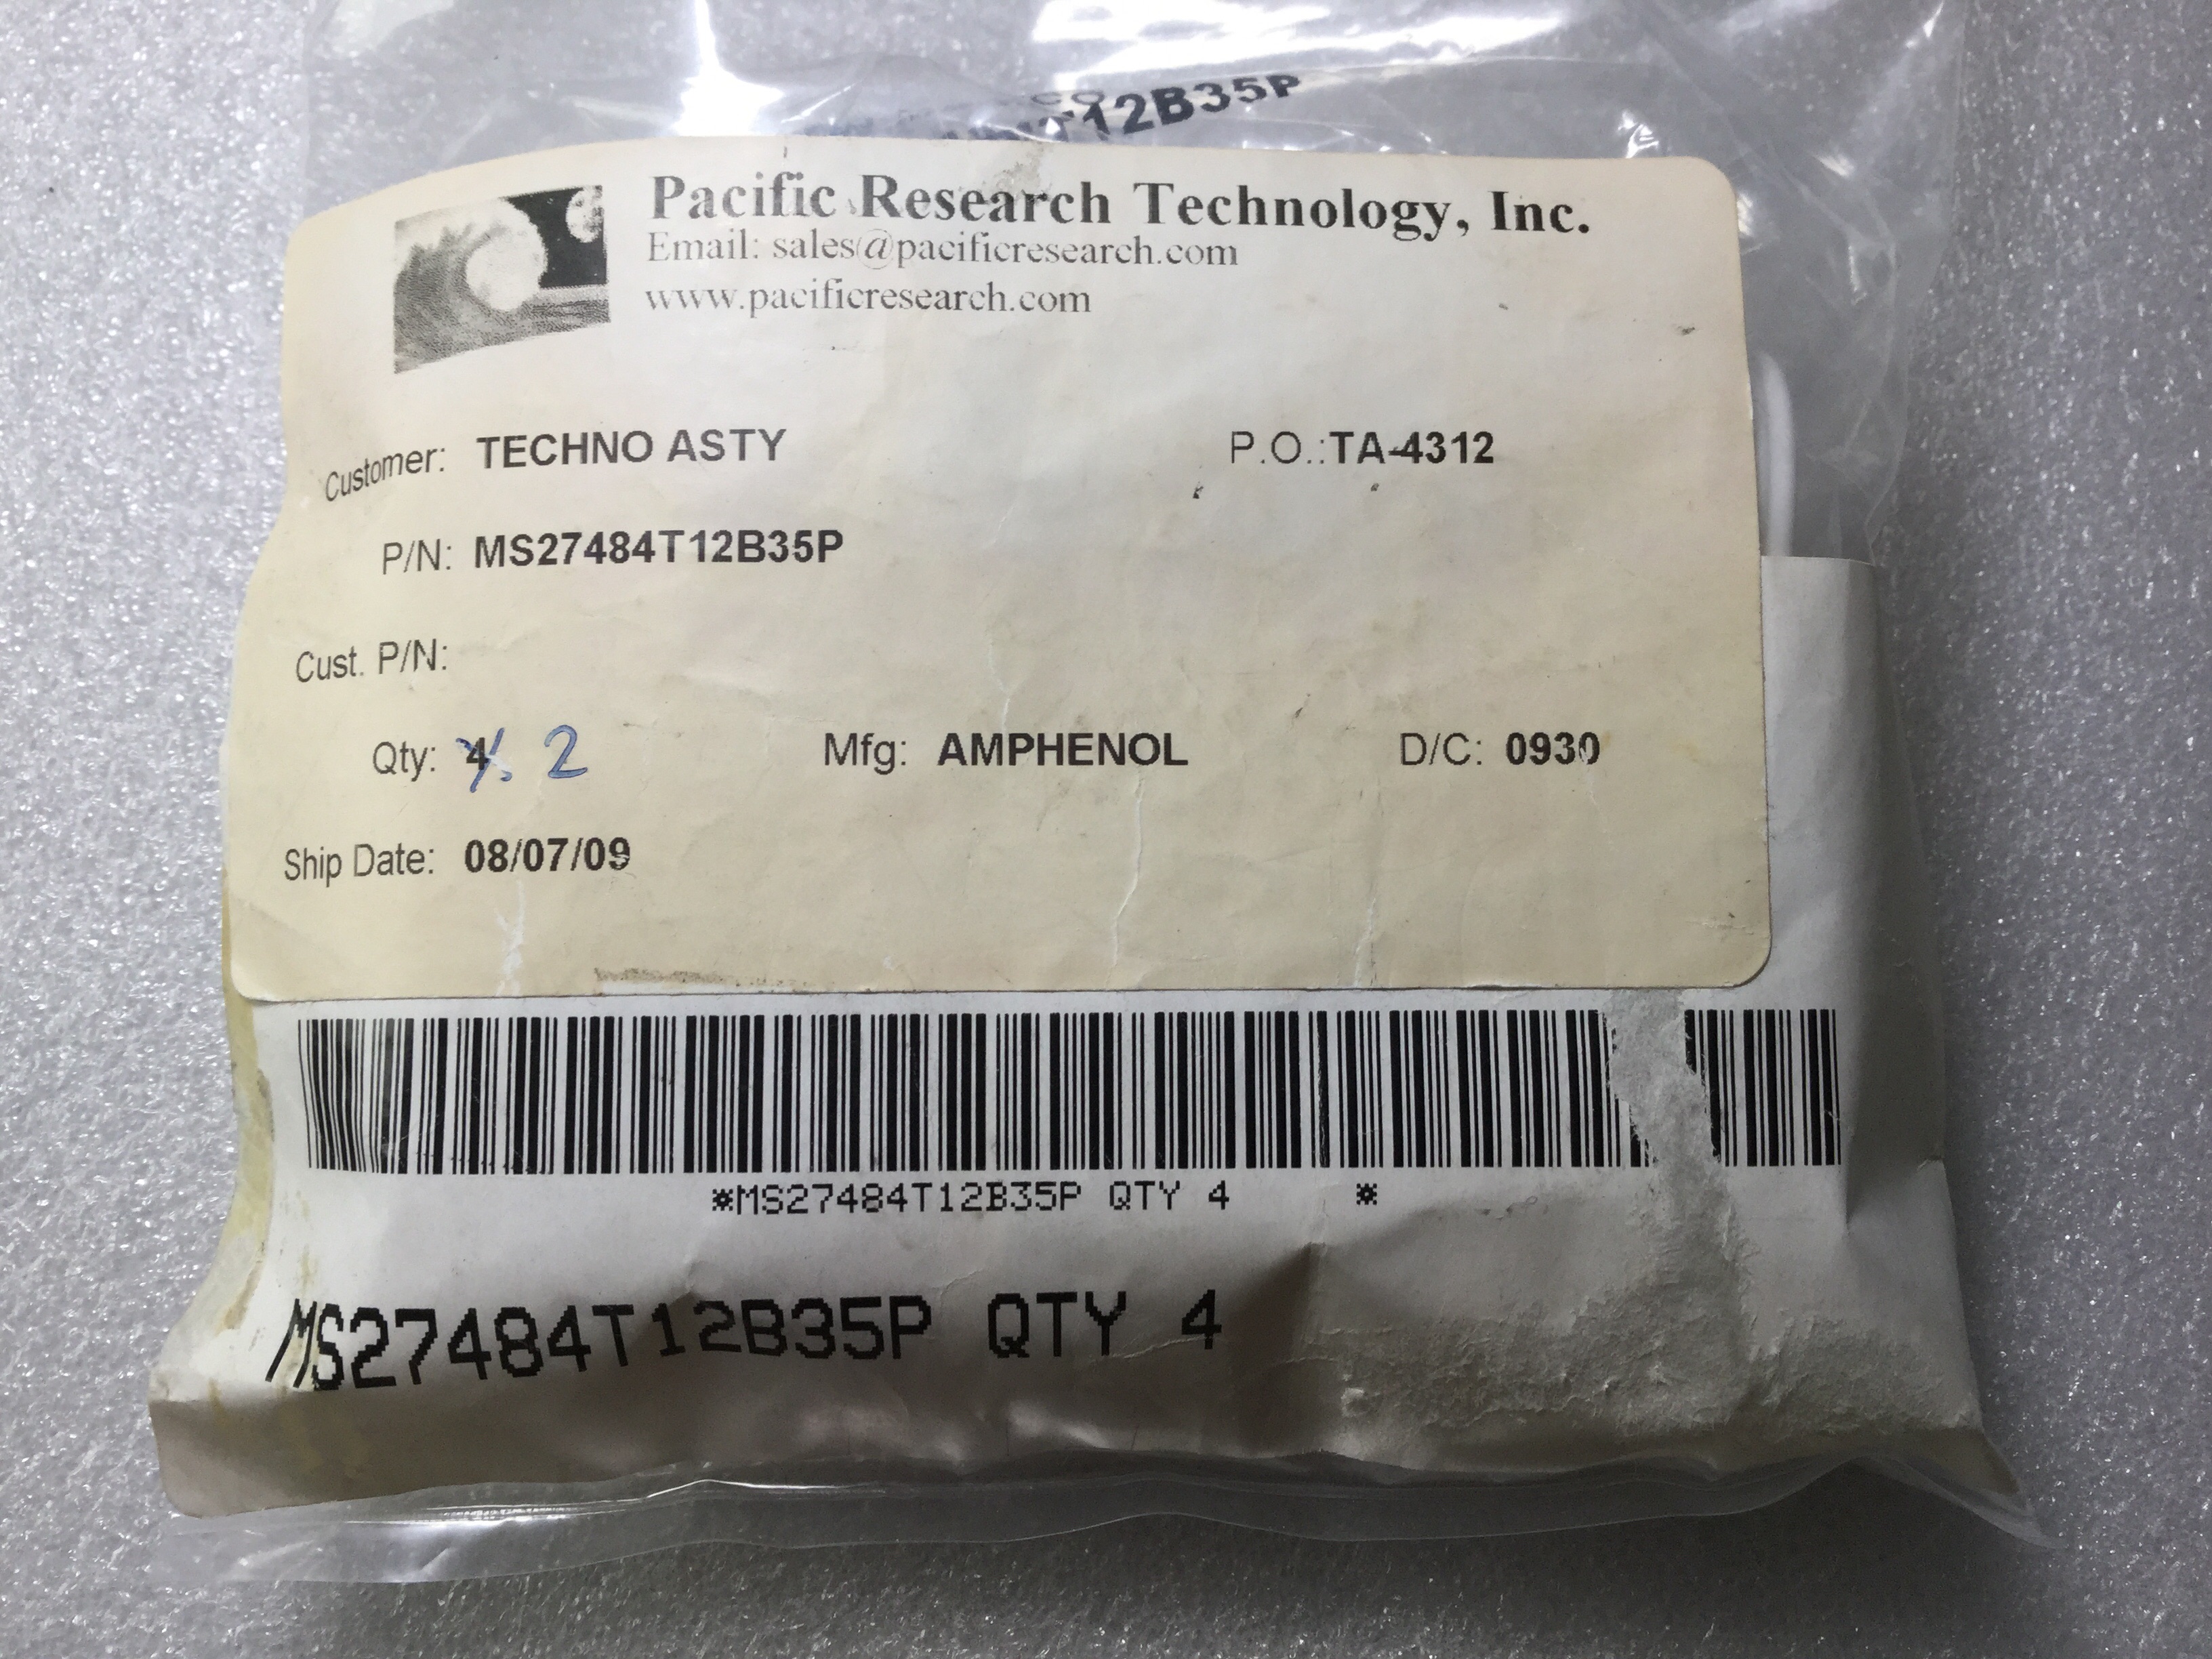 T12B35P
Pacific Research Technology, Inc.
Email: sales@pacificresearch.com
www.pacificresearch.com
Customer: TECHNO ASTY P.O.:TA-4312
P/N: MS27484T12B35P
Cust. P/N:
Qty: 4 2 Mfg: AMPHENOL D/C: 0930
Ship Date: 08/07/09
*MS27484T12B35P QTY 4 *
MS27484T12B35P QTY 4